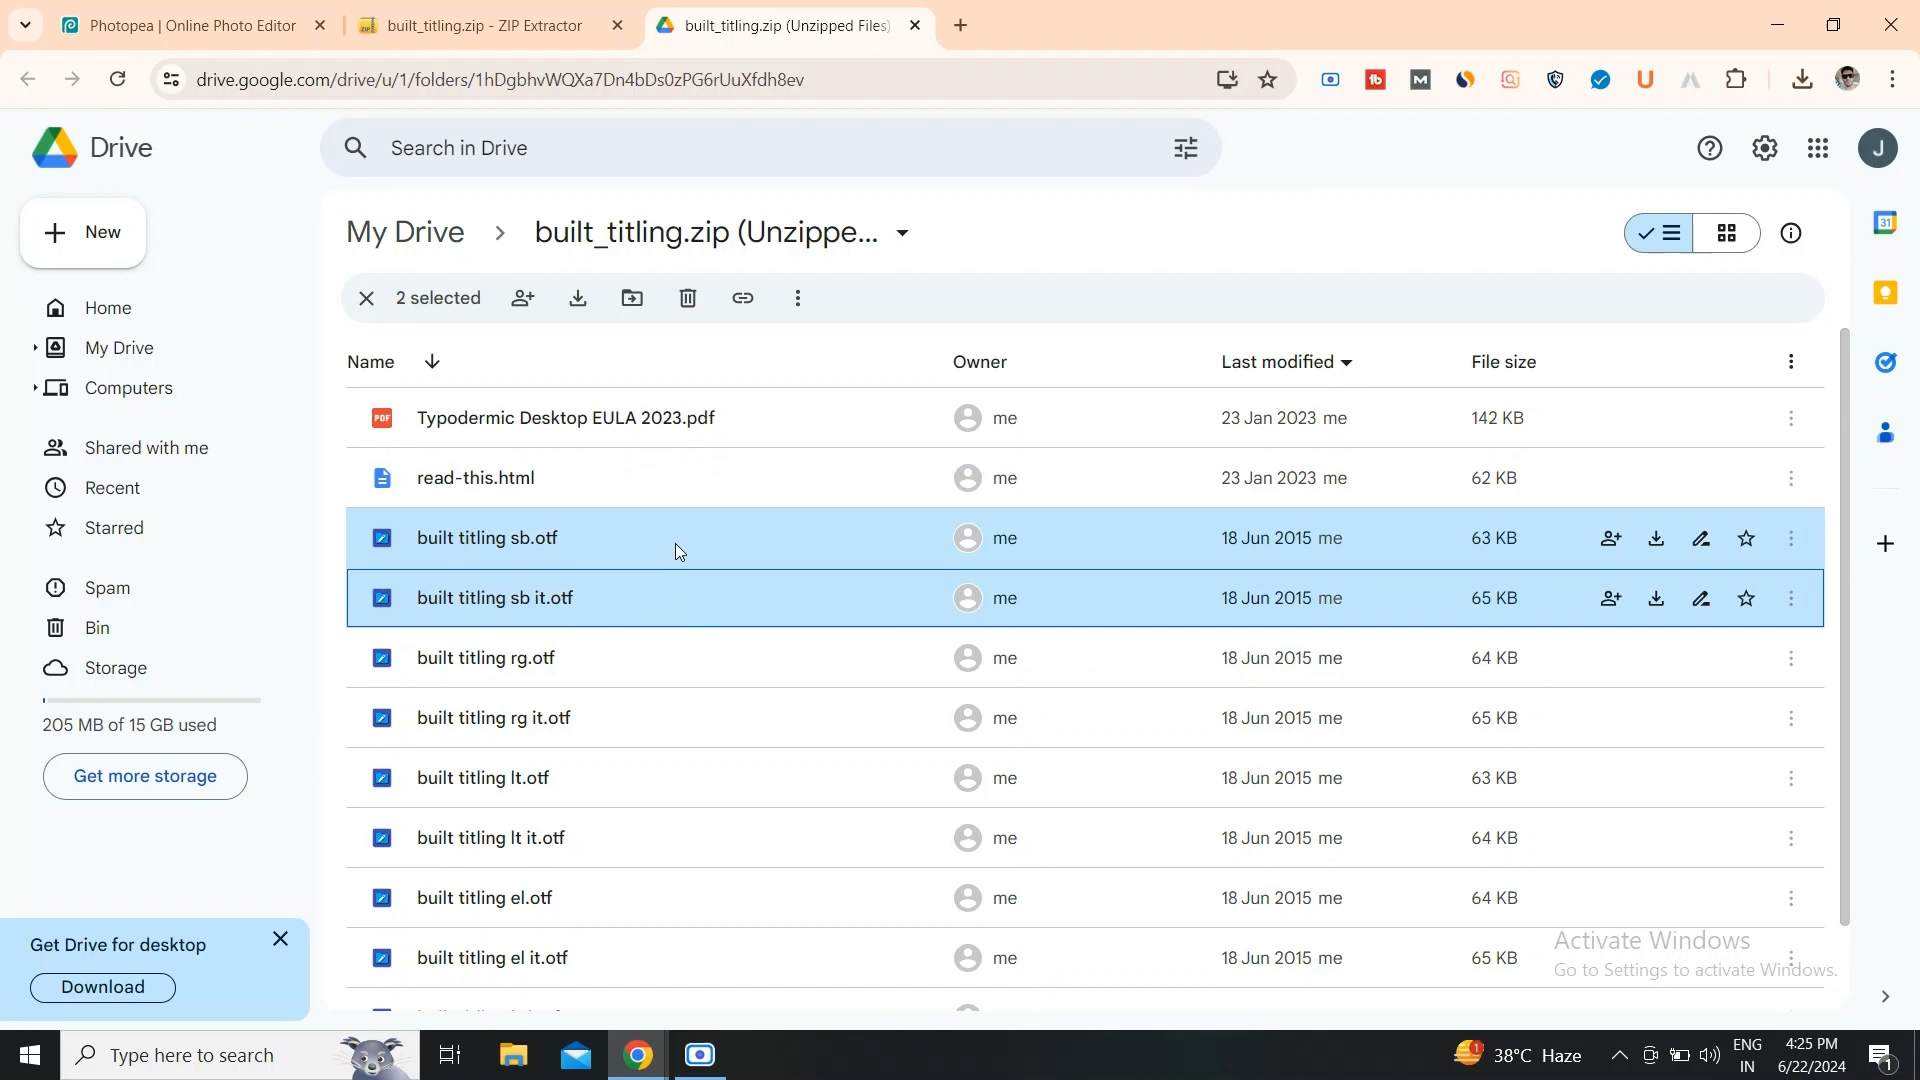 Photopea | Online Photo Editor
built_titling.zip - ZIP Extractor
built_titling.zip (Unzipped Files)
drive.google.com/drive/u/1/folders/1hDgbhvWQXa7Dn4bDs0zPG6rUuXfdh8ev
Drive
Search in Drive
J
New
My Drive > built_titling.zip (Unzippe...
2 selected
Home
My Drive
Computers
Shared with me
Recent
Starred
Spam
Bin
Storage
205 MB of 15 GB used
Get more storage
Get Drive for desktop
Download
Name Owner Last modified File size
Typodermic Desktop EULA 2023.pdf me 23 Jan 2023 me 142 KB
read-this.html me 23 Jan 2023 me 62 KB
built titling sb.otf me 18 Jun 2015 me 63 KB
built titling sb it.otf me 18 Jun 2015 me 65 KB
built titling rg.otf me 18 Jun 2015 me 64 KB
built titling rg it.otf me 18 Jun 2015 me 65 KB
built titling lt.otf me 18 Jun 2015 me 63 KB
built titling lt it.otf me 18 Jun 2015 me 64 KB
built titling el.otf me 18 Jun 2015 me 64 KB
built titling el it.otf me 18 Jun 2015 me 65 KB
Activate Windows
Go to Settings to activate Windows.
Type here to search
38°C Haze
ENG
IN
4:25 PM
6/22/2024
1